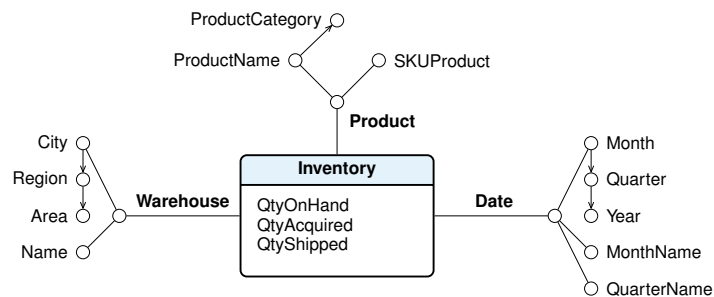 ProductCategory
ProductName
SKUProduct
Product
City
Region
Area
Name
Warehouse
Inventory
QtyOnHand
QtyAcquired
QtyShipped
Date
Month
Quarter
Year
MonthName
QuarterName